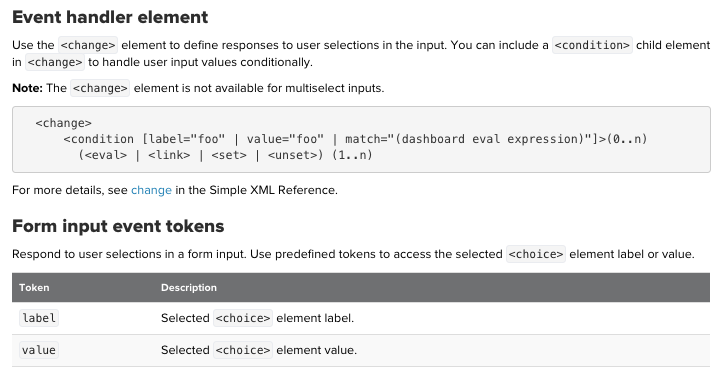 Event handler element
Use the <change> element to define responses to user selections in the input. You can include a <condition> child element
in <change> to handle user input values conditionally.
Note: The <change> element is not available for multiselect inputs.
<change>
<condition [label="foo" | value="foo" | match="(dashboard eval expression)"]>(0..n)
(<eval> | <link> | <set> | <unset>) (1..n)
For more details, see change in the Simple XML Reference.
Form input event tokens
Respond to user selections in a form input. Use predefined tokens to access the selected <choice> element label or value.
Token Description
label Selected <choice> element label.
value Selected <choice> element value.